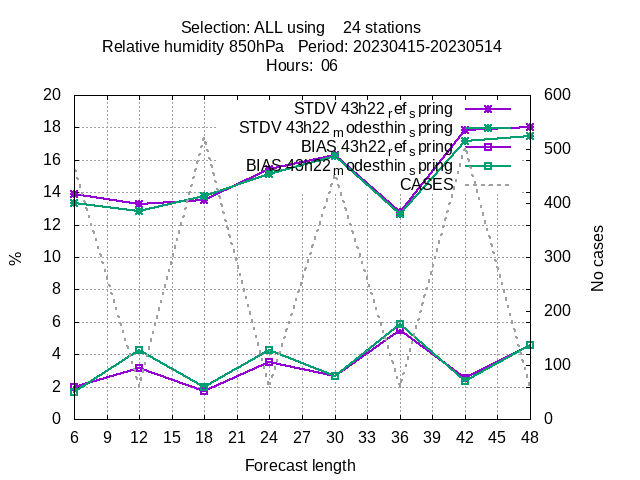 Selection: ALL using    24 stations
Relative humidity 850hPa   Period: 20230415-20230514
Hours: 06
20 600
STDV 43h22_ref_spring
18 STDV 43h22_modesthin_spring 500
BIAS 43h22_ref_spring
16 BIAS 43h22_modesthin_spring
CASES
14 400
12
% 10 300 No cases
8
6 200
4 100
2
0 0
6 9 12 15 18 21 24 27 30 33 36 39 42 45 48
Forecast length